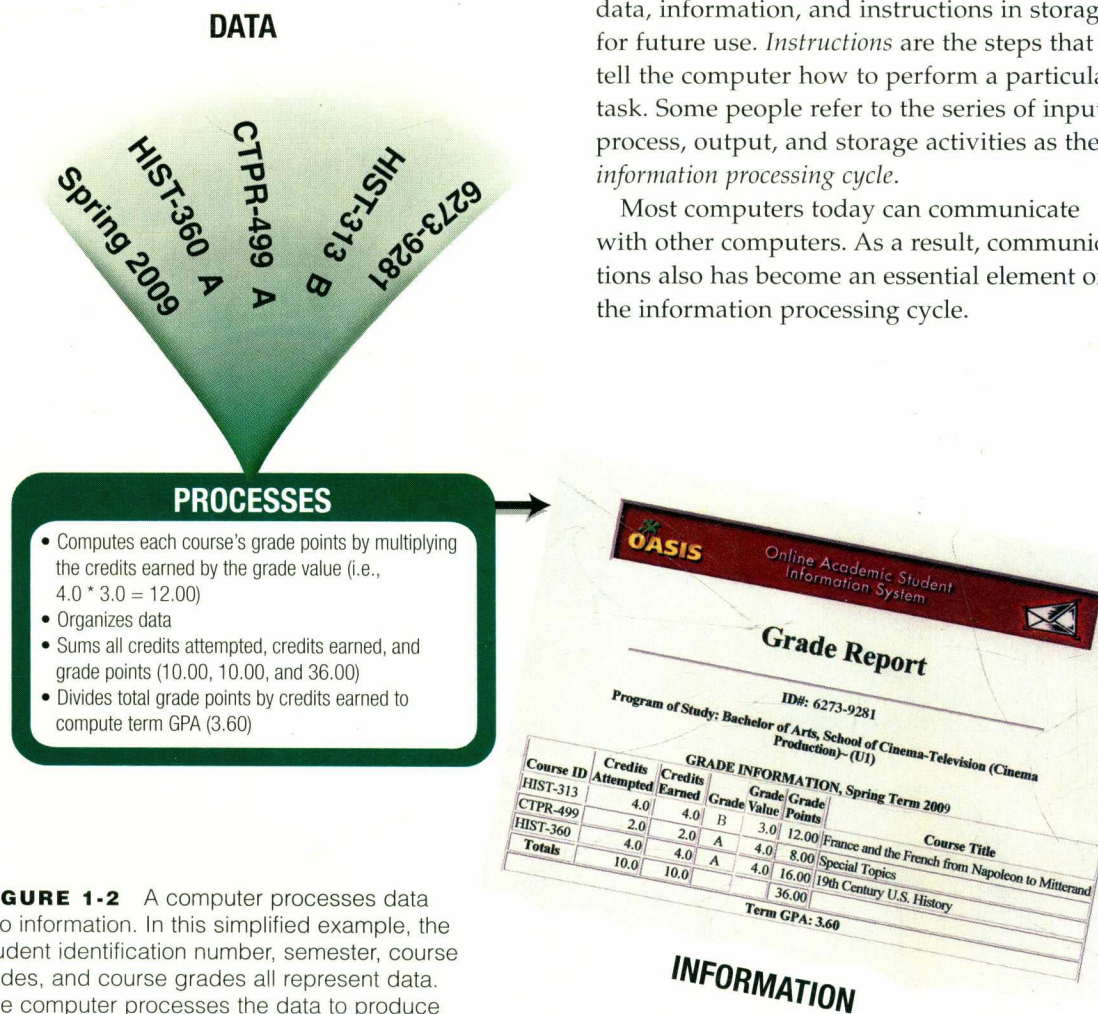 DATA
data, information, and instructions in storag
for future use. Instructions are the steps that
tell the computer how to perform a particula
task. Some people refer to the series of inpu
process, output, and storage activities as the
information processing cycle.
Most computers today can communicate
with other computers. As a result, communic
tions also has become an essential element o
the information processing cycle.
Spring 2009
HIST-360 A
CTPR-499 A
HIST-313 B
6273-9281
PROCESSES
• Computes each course's grade points by multiplying
the credits earned by the grade value (i.e.,
4.0 * 3.0 = 12.00)
• Organizes data
• Sums all credits attempted, credits earned, and
grade points (10.00, 10.00, and 36.00)
• Divides total grade points by credits earned to
compute term GPA (3.60)
OASIS
Online Academic Student
Information System
Grade Report
ID#: 6273-9281
Program of Study: Bachelor of Arts, School of Cinema-Television (Cinema
Production)~(U1)
GRADE INFORMATION, Spring Term 2009
Course ID Credits Attempted Credits Earned Grade Grade Value Grade Points Course Title
HIST-313 4.0 4.0 B 3.0 12.00 France and the French from Napoleon to Mitterand
CTPR-499 2.0 2.0 A 4.0 8.00 Special Topics
HIST-360 4.0 4.0 A 4.0 16.00 19th Century U.S. History
Totals 10.0 10.0 36.00
Term GPA: 3.60
INFORMATION
GURE 1-2 A computer processes data
o information. In this simplified example, the
udent identification number, semester, course
des, and course grades all represent data.
e computer processes the data to produce